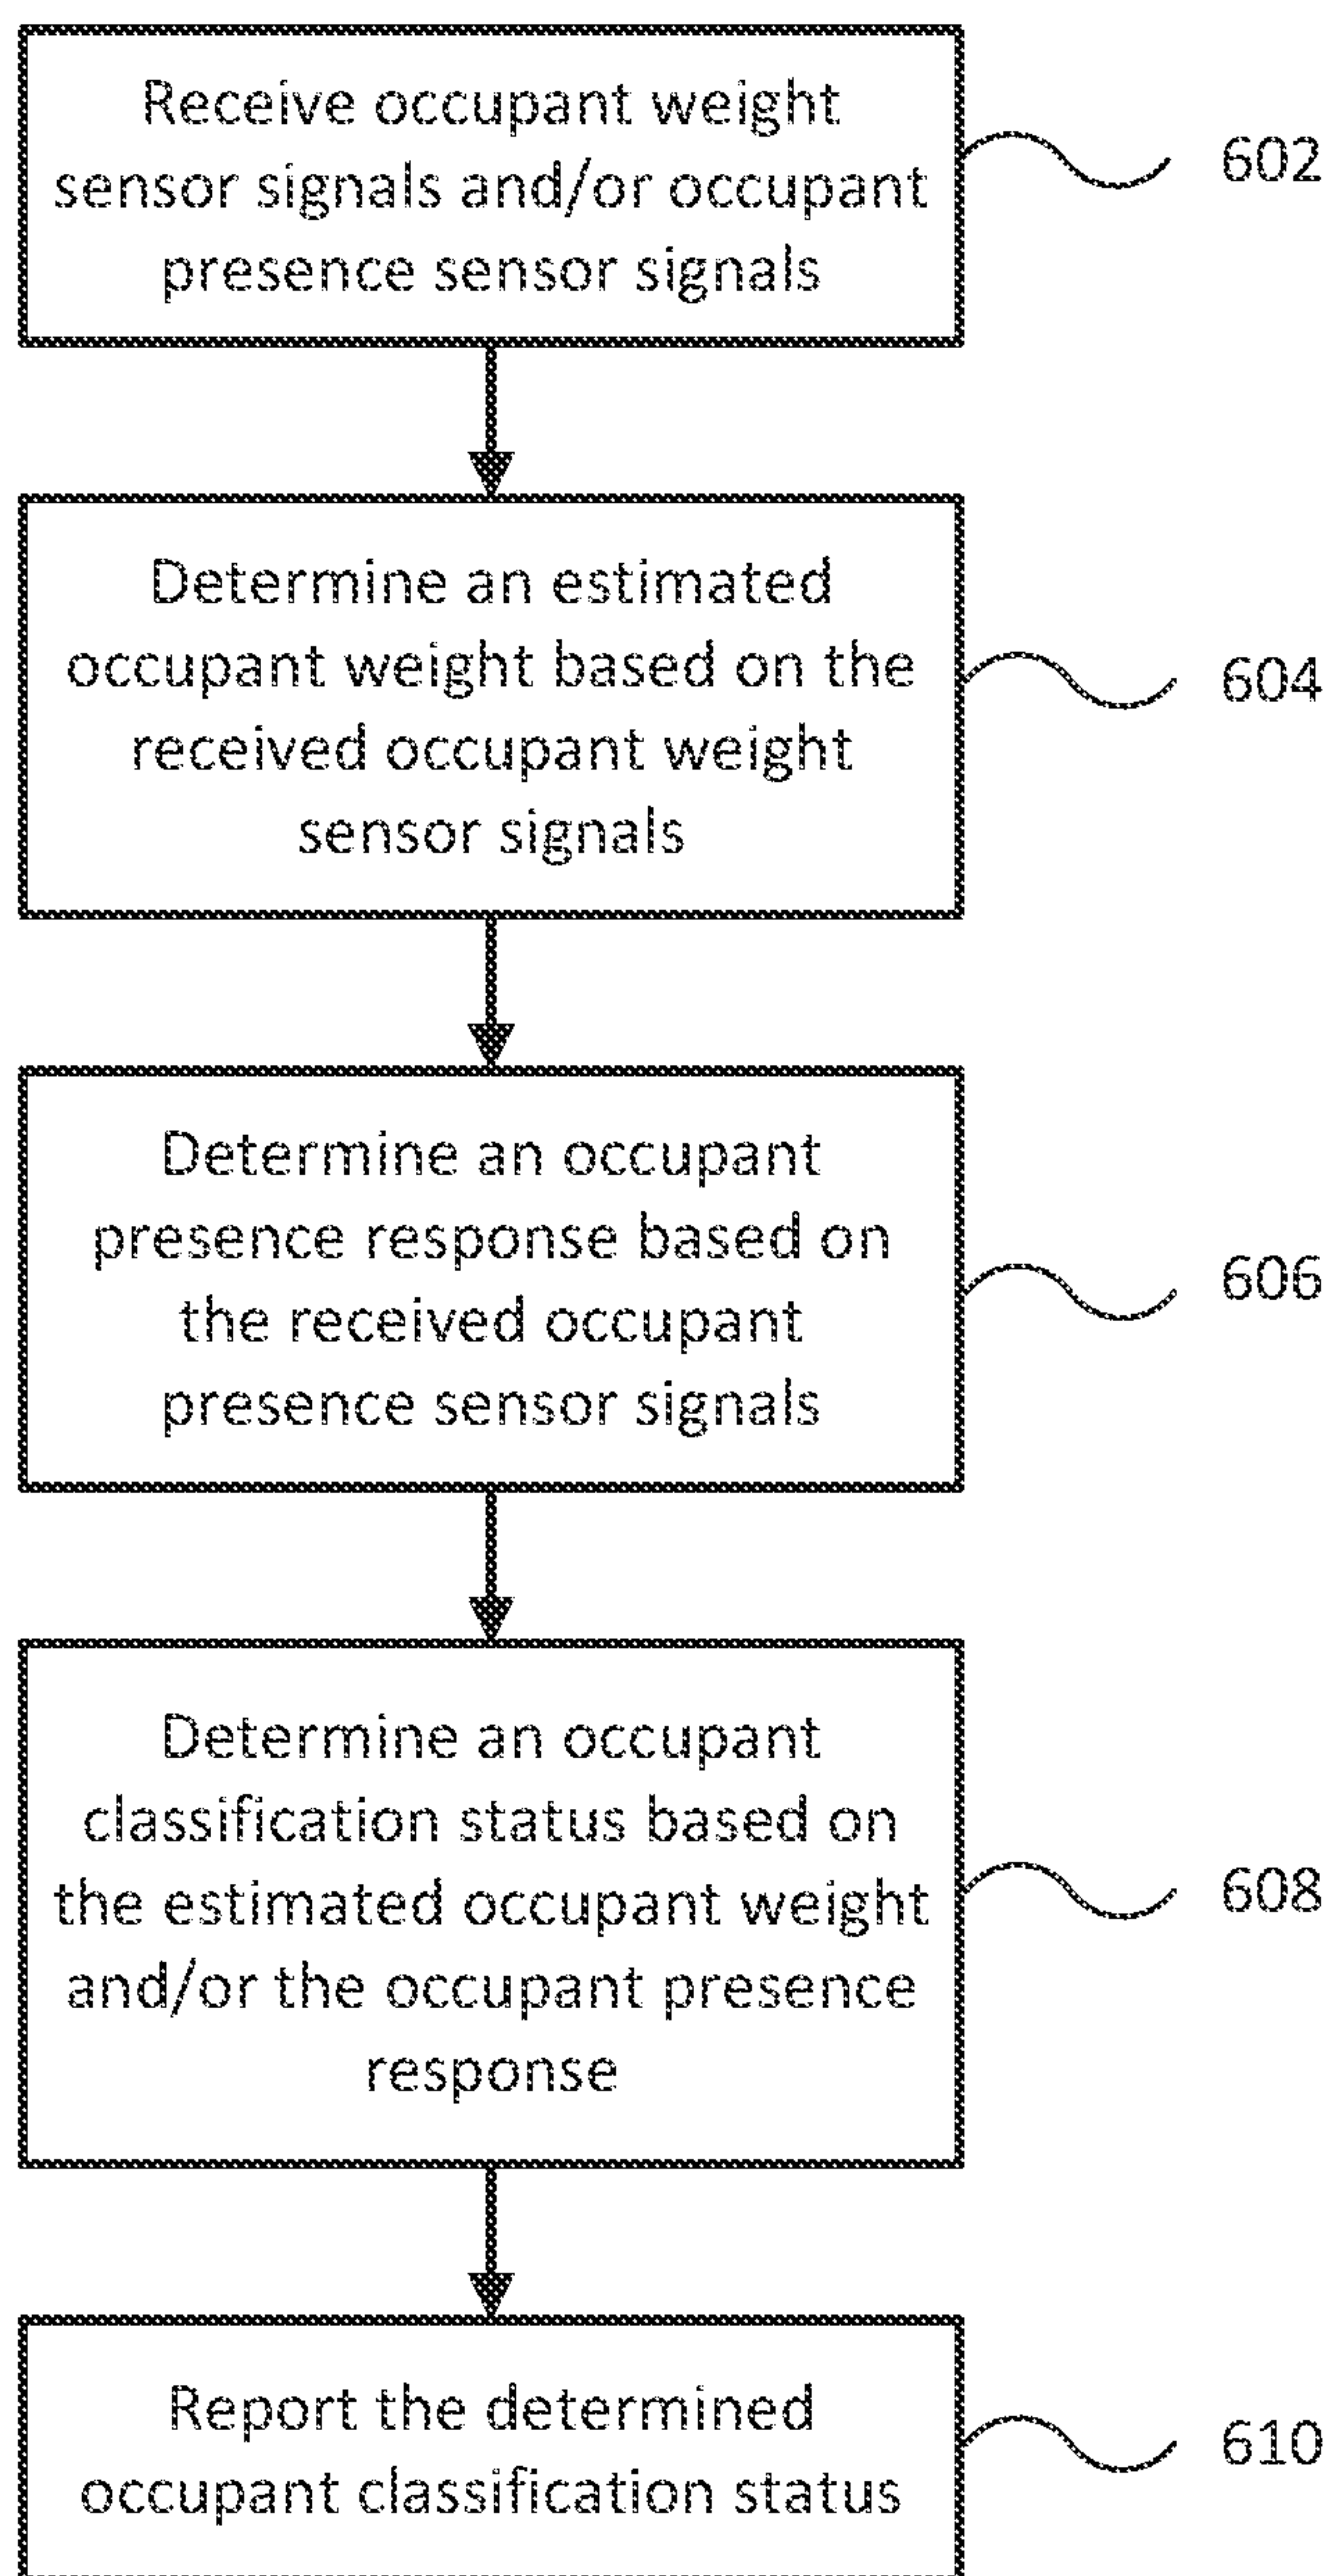 Receive occupant weight
sensor signals and/or occupant
presence sensor signals
602
Determine an estimated
occupant weight based on the
received occupant weight
sensor signals
604
Determine an occupant
presence response based on
the received occupant
presence sensor signals
606
Determine an occupant
classification status based on
the estimated occupant weight
and/or the occupant presence
response
608
Report the determined
occupant classification status
610